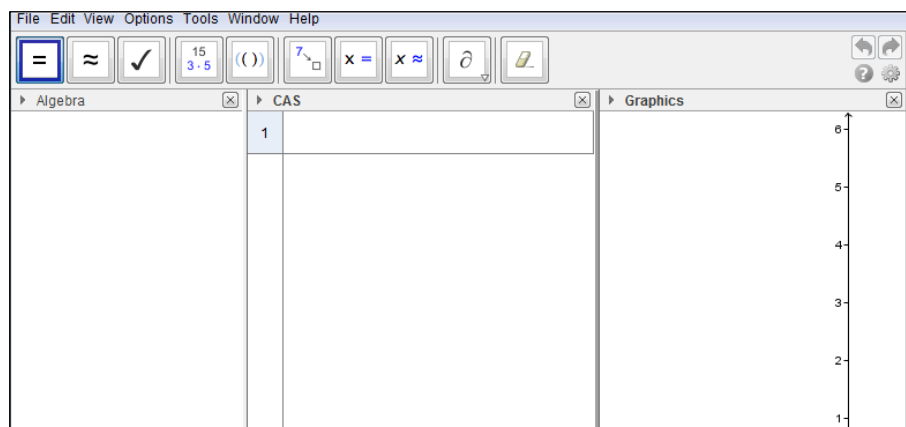 File Edit View Options Tools Window Help
= ≈ ✓ 15 3·5 (()) 7 x = x ≈ ∂
Algebra CAS Graphics
1
6
5
4
3
2
1